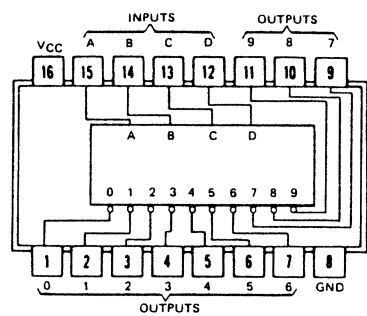 INPUTS OUTPUTS
VCC A B C D 9 8 7
16 15 14 13 12 11 10 9
A B C D
0 1 2 3 4 5 6 7 8 9
1 2 3 4 5 6 7 8
0 1 2 3 4 5 6 GND
OUTPUTS